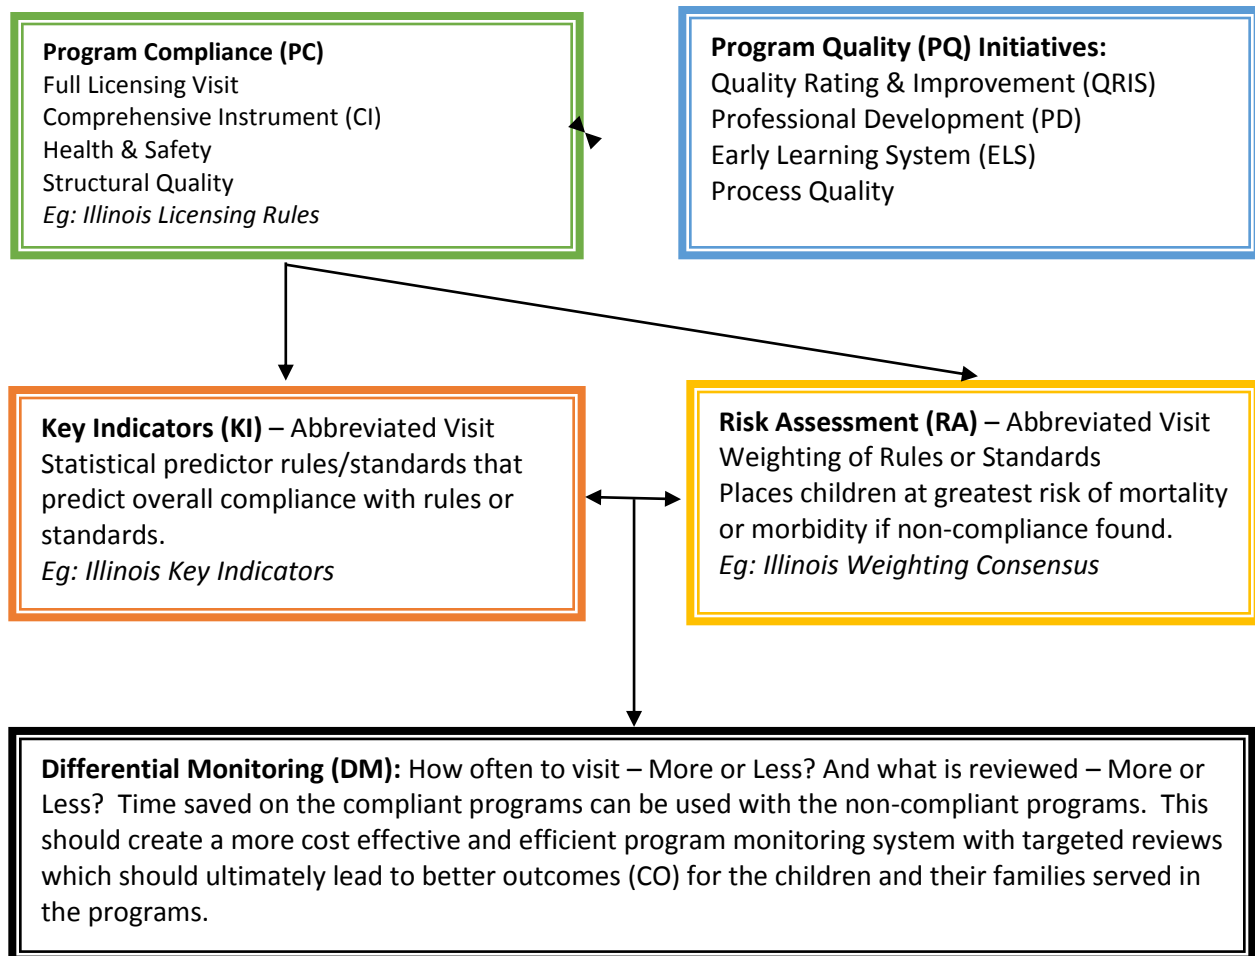 Program Compliance (PC)
Full Licensing Visit
Comprehensive Instrument (CI)
Health & Safety
Structural Quality
Eg: Illinois Licensing Rules
Program Quality (PQ) Initiatives:
Quality Rating & Improvement (QRIS)
Professional Development (PD)
Early Learning System (ELS)
Process Quality
Key Indicators (KI) – Abbreviated Visit
Statistical predictor rules/standards that
predict overall compliance with rules or
standards.
Eg: Illinois Key Indicators
Risk Assessment (RA) – Abbreviated Visit
Weighting of Rules or Standards
Places children at greatest risk of mortality
or morbidity if non-compliance found.
Eg: Illinois Weighting Consensus
Differential Monitoring (DM): How often to visit – More or Less? And what is reviewed – More or
Less?  Time saved on the compliant programs can be used with the non-compliant programs.  This
should create a more cost effective and efficient program monitoring system with targeted reviews
which should ultimately lead to better outcomes (CO) for the children and their families served in
the programs.